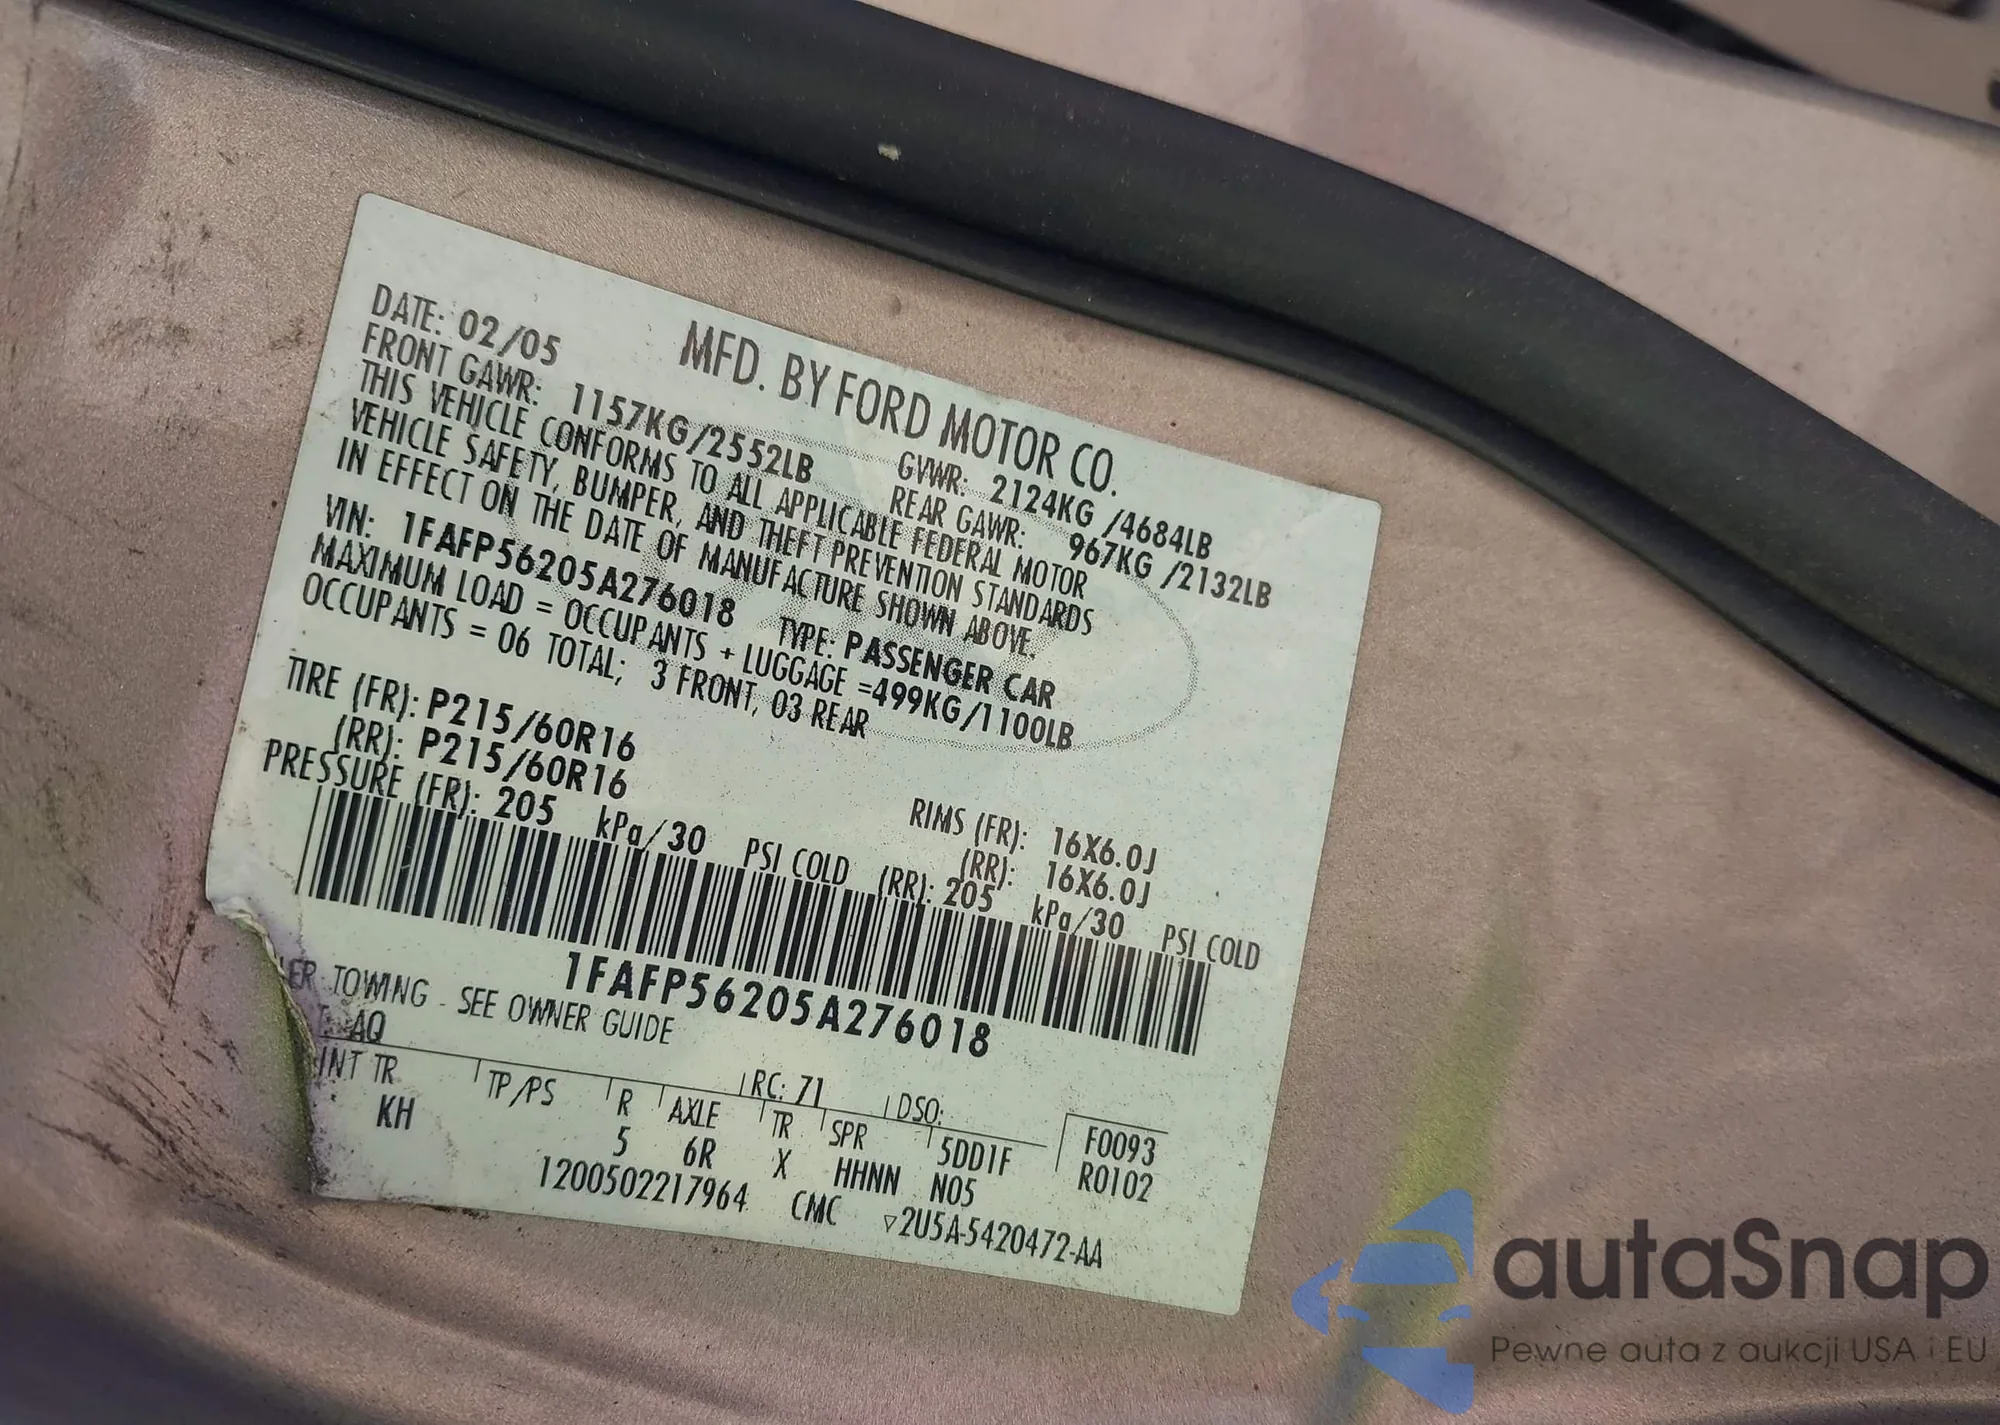 MFD. BY FORD MOTOR CO.
DATE: 02/05 GVWR: 2124KG /4684LB
FRONT GAWR: 1157KG/2552LB REAR GAWR: 967KG /2132LB
THIS VEHICLE CONFORMS TO ALL APPLICABLE FEDERAL MOTOR
VEHICLE SAFETY, BUMPER, AND THEFT PREVENTION STANDARDS
IN EFFECT ON THE DATE OF MANUFACTURE SHOWN ABOVE.
VIN: 1FAFP56205A276018 TYPE: PASSENGER CAR
MAXIMUM LOAD = OCCUPANTS + LUGGAGE =499KG/1100LB
OCCUPANTS = 06 TOTAL; 3 FRONT, 03 REAR
TIRE (FR): P215/60R16 RIMS (FR): 16X6.0J
(RR): P215/60R16 (RR): 16X6.0J
PRESSURE (FR): 205 kPa/30 PSI COLD (RR): 205 kPa/30 PSI COLD
1FAFP56205A276018
TOWING - SEE OWNER GUIDE
AQ RC: 71 DSO:
INT TR TP/PS R AXLE TR SPR 5DD1F F0093
KH 5 6R X HHNN N05 R0102
1200502217964 CMC ▽2U5A-5420472-AA
autaSnap
Pewne auta z aukcji USA i EU